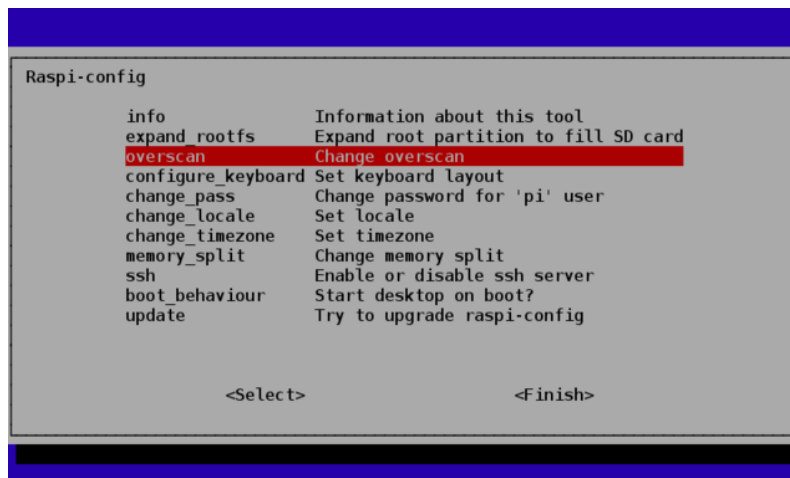 Raspi-config
info Information about this tool
expand_rootfs Expand root partition to fill SD card
overscan Change overscan
configure_keyboard Set keyboard layout
change_pass Change password for 'pi' user
change_locale Set locale
change_timezone Set timezone
memory_split Change memory split
ssh Enable or disable ssh server
boot_behaviour Start desktop on boot?
update Try to upgrade raspi-config
<Select> <Finish>